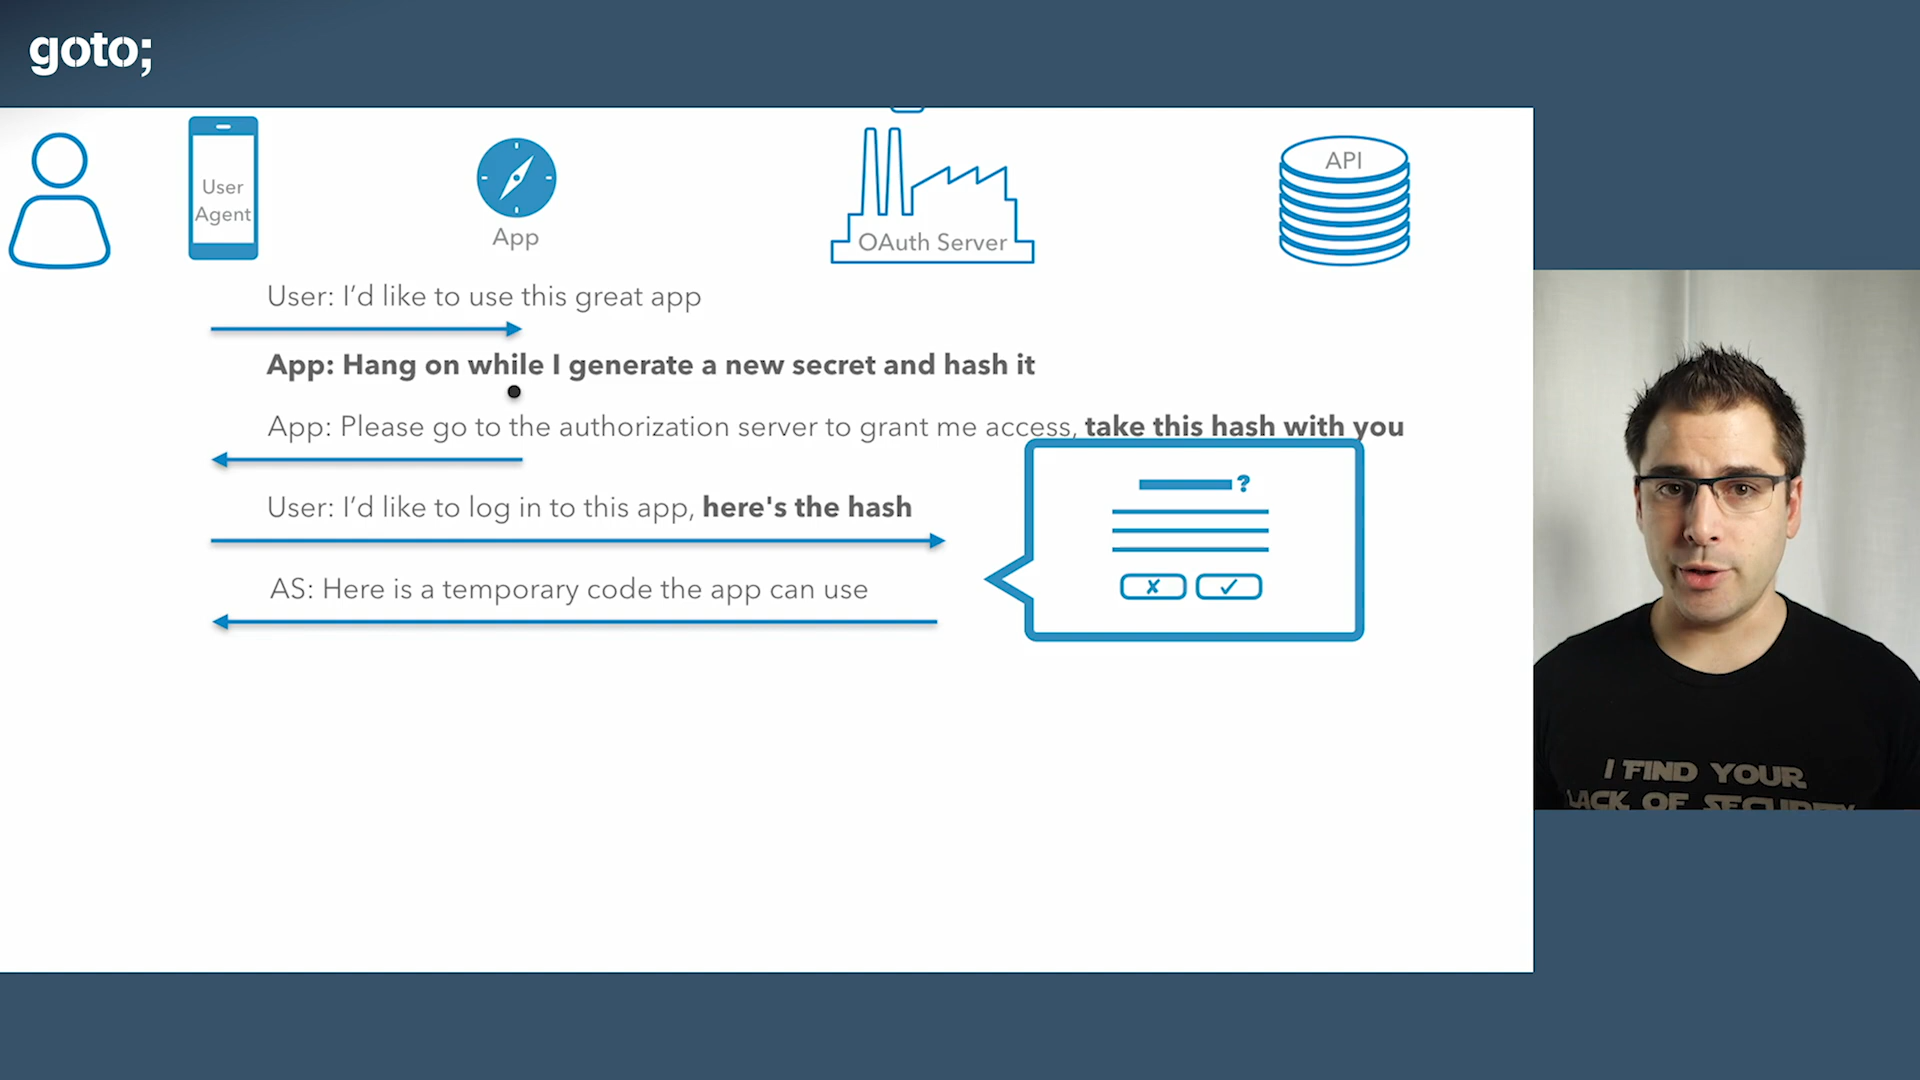 goto;
User
Agent
App
OAuth Server
API
User: I’d like to use this great app
App: Hang on while I generate a new secret and hash it
App: Please go to the authorization server to grant me access, take this hash with you
?
User: I’d like to log in to this app, here's the hash
AS: Here is a temporary code the app can use
I FIND YOUR
LACK OF SECURITY